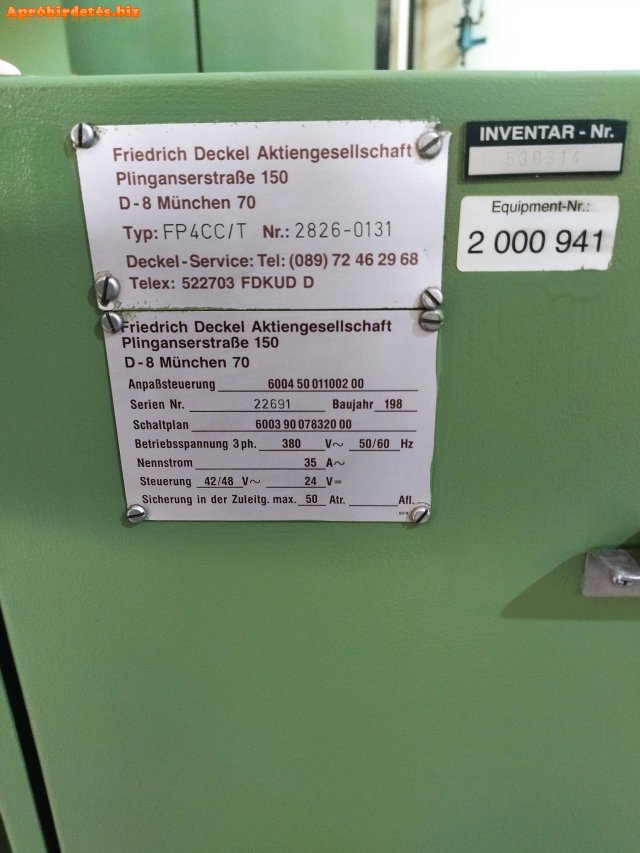 Apróhirdetés.biz
Friedrich Deckel Aktiengesellschaft
Plinganserstraße 150
D-8 München 70
Typ: FP4CC/T Nr.: 2826-0131
Deckel-Service: Tel: (089) 72 46 29 68
Telex: 522703 FDKUD D
INVENTAR - Nr.
638314
Equipment-Nr.:
2 000 941
Friedrich Deckel Aktiengesellschaft
Plinganserstraße 150
D-8 München 70
Anpaßsteuerung 6004 50 011002 00
Serien Nr. 22691 Baujahr 198
Schaltplan 6003 90 078320 00
Betriebsspannung 3 ph. 380 V~ 50/60 Hz
Nennstrom 35 A~
Steuerung 42/48 V~ 24 V=
Sicherung in der Zuleitg. max. 50 Atr. Afl.